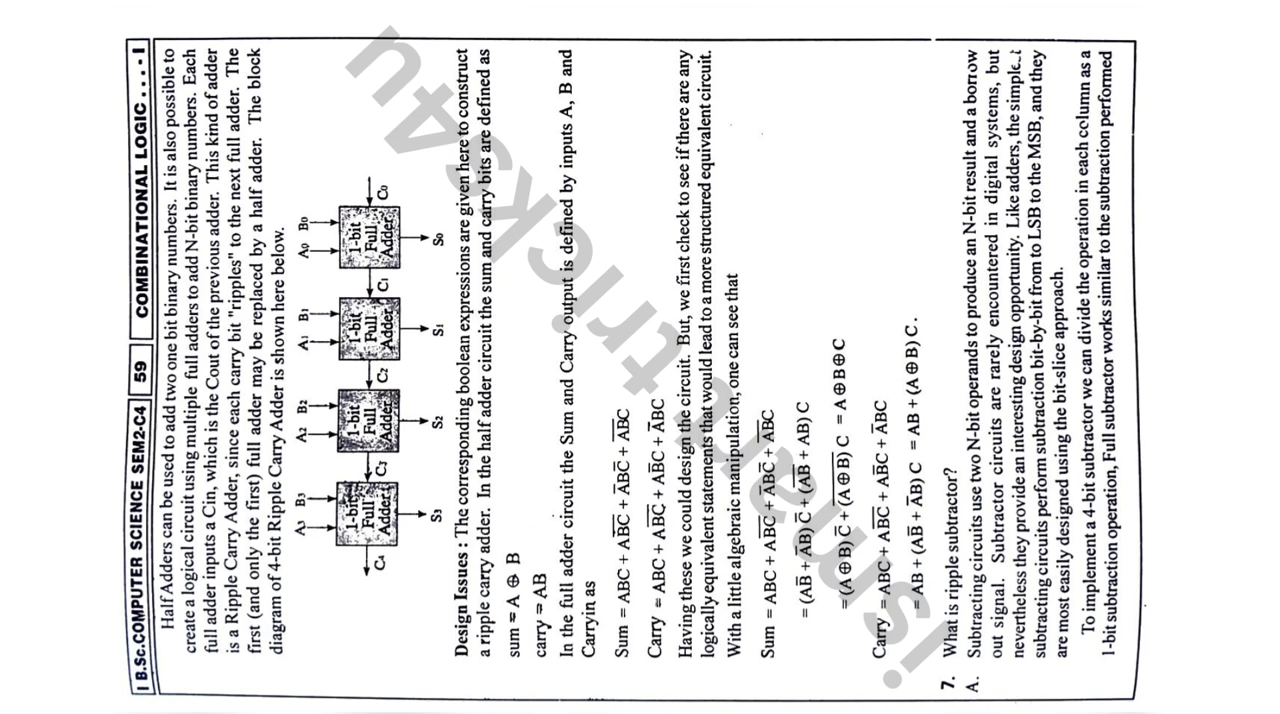 I B.Sc.COMPUTER SCIENCE SEM2-C4 59 COMBINATIONAL LOGIC . . . . - I
Half Adders can be used to add two one bit binary numbers. It is also possible to
create a logical circuit using multiple full adders to add N-bit binary numbers. Each
full adder inputs a Cin, which is the Cout of the previous adder. This kind of adder
is a Ripple Carry Adder, since each carry bit "ripples" to the next full adder. The
first (and only the first) full adder may be replaced by a half adder. The block
diagram of 4-bit Ripple Carry Adder is shown here below.
A₃ B₃ A₂ B₂ A₁ B₁ A₀ B₀
1-bit 1-bit 1-bit 1-bit
C₄ Full C₃ Full C₂ Full C₁ Full C₀
Adder Adder Adder Adder
S₃ S₂ S₁ S₀
Design Issues : The corresponding boolean expressions are given here to construct
a ripple carry adder. In the half adder circuit the sum and carry bits are defined as
sum = A ⊕ B
carry = AB
In the full adder circuit the Sum and Carry output is defined by inputs A, B and
Carryin as
Sum = ABC + AB̅C̅ + A̅BC̅ + A̅B̅C
Carry = ABC + ABC̅ + AB̅C + A̅BC
Having these we could design the circuit. But, we first check to see if there are any
logically equivalent statements that would lead to a more structured equivalent circuit.
With a little algebraic manipulation, one can see that
Sum = ABC + AB̅C̅ + A̅BC̅ + A̅B̅C
= (AB̅ + A̅B) C̅ + (A̅B̅ + AB) C
= (A ⊕ B) C̅ + (A̅ ⊕̅ B̅) C = A ⊕ B ⊕ C
Carry = ABC + ABC̅ + AB̅C + A̅BC
= AB + (AB̅ + A̅B) C = AB + (A ⊕ B) C .
7. What is ripple subtractor?
A. Subtracting circuits use two N-bit operands to produce an N-bit result and a borrow
out signal. Subtractor circuits are rarely encountered in digital systems, but
nevertheless they provide an interesting design opportunity. Like adders, the simplest
subtracting circuits perform subtraction bit-by-bit from to LSB to the MSB, and they
are most easily designed using the bit-slice approach.
To implement a 4-bit subtractor we can divide the operation in each column as a
1-bit subtraction operation, Full subtractor works similar to the subtraction performed
ismarttricks4u